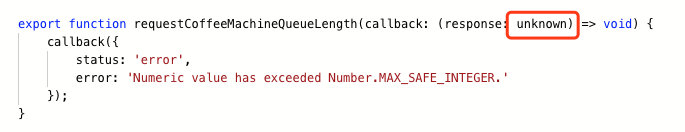 export function requestCoffeeMachineQueueLength(callback: (response: unknown) => void) {
callback({
status: 'error',
error: 'Numeric value has exceeded Number.MAX_SAFE_INTEGER.'
});
}